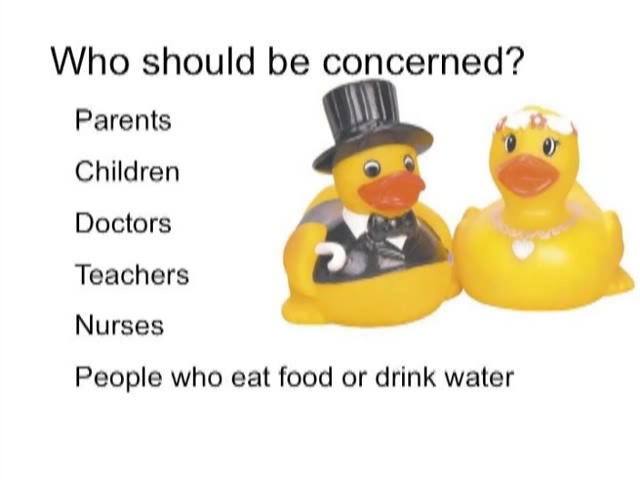 Who should be concerned?
Parents
Children
Doctors
Teachers
Nurses
People who eat food or drink water